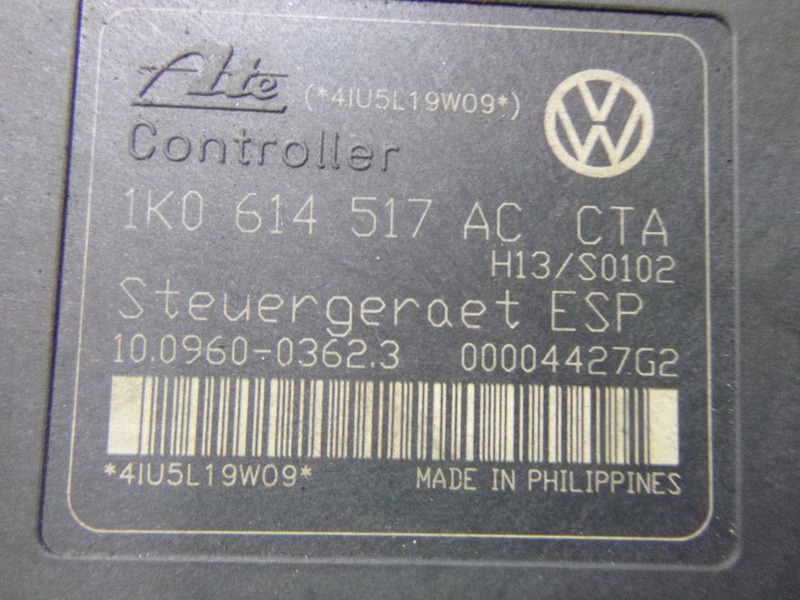 Ate (*4IU5L19W09*) VW
Controller
1K0 614 517 AC CTA
H13/S0102
Steuergeraet ESP
10.0960-0362.3 00004427G2
*4IU5L19W09* MADE IN PHILIPPINES